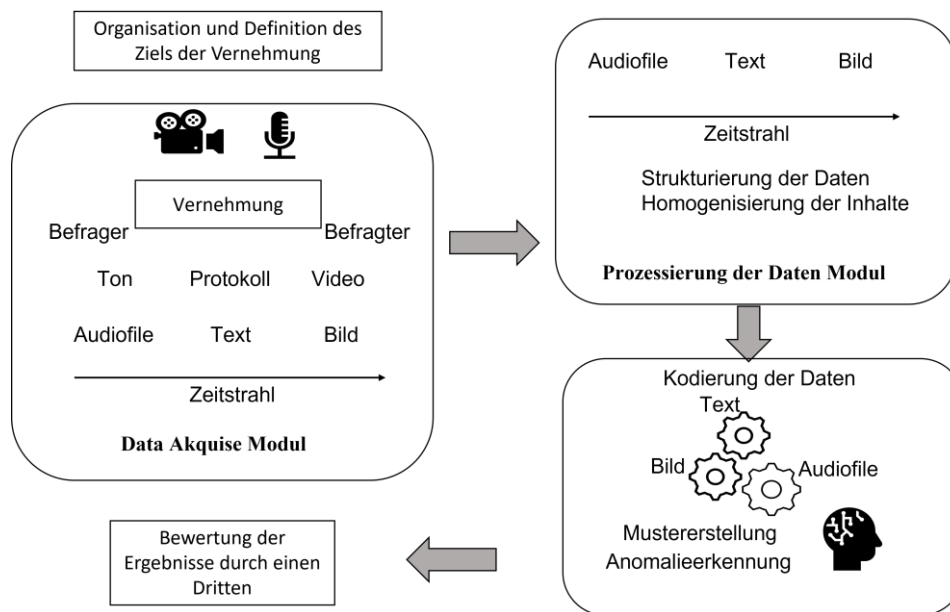 Organisation und Definition des
Ziels der Vernehmung
Vernehmung
Befrager
Befragter
Ton
Protokoll
Video
Audiofile
Text
Bild
Zeitstrahl
Data Akquise Modul
Audiofile
Text
Bild
Zeitstrahl
Strukturierung der Daten
Homogenisierung der Inhalte
Prozessierung der Daten Modul
Kodierung der Daten
Text
Bild
Audiofile
Mustererstellung
Anomalieerkennung
Bewertung der
Ergebnisse durch einen
Dritten